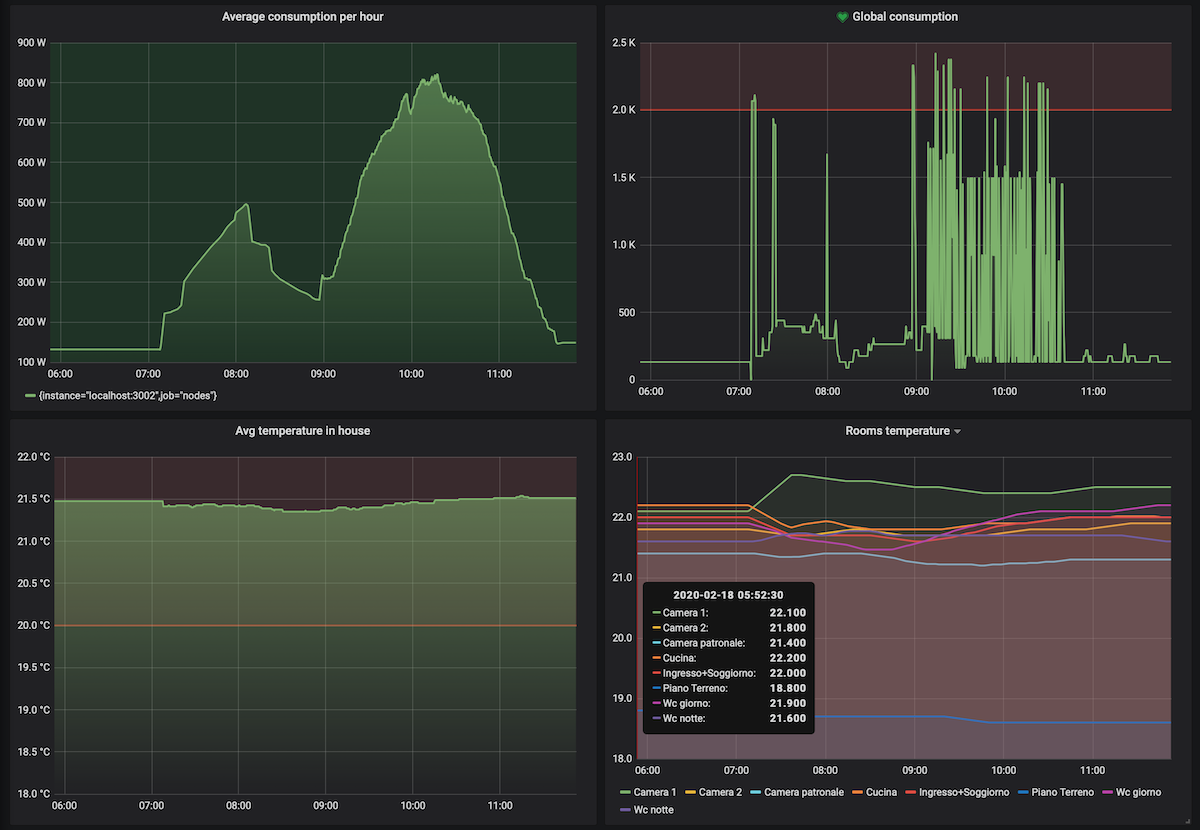 Average consumption per hour
900 W
800 W
700 W
600 W
500 W
400 W
300 W
200 W
100 W
06:00 07:00 08:00 09:00 10:00 11:00
{instance="localhost:3002",job="nodes"}
Global consumption
2.5 K
2.0 K
1.5 K
1.0 K
500
0
06:00 07:00 08:00 09:00 10:00 11:00
Avg temperature in house
22.0 °C
21.5 °C
21.0 °C
20.5 °C
20.0 °C
19.5 °C
19.0 °C
18.5 °C
18.0 °C
06:00 07:00 08:00 09:00 10:00 11:00
Rooms temperature
23.0
22.0
21.0
20.0
19.0
18.0
2020-02-18 05:52:30
Camera 1: 22.100
Camera 2: 21.800
Camera patronale: 21.400
Cucina: 22.200
Ingresso+Soggiorno: 22.000
Piano Terreno: 18.800
Wc giorno: 21.900
Wc notte: 21.600
06:00 07:00 08:00 09:00 10:00 11:00
Camera 1 Camera 2 Camera patronale Cucina Ingresso+Soggiorno Piano Terreno Wc giorno
Wc notte